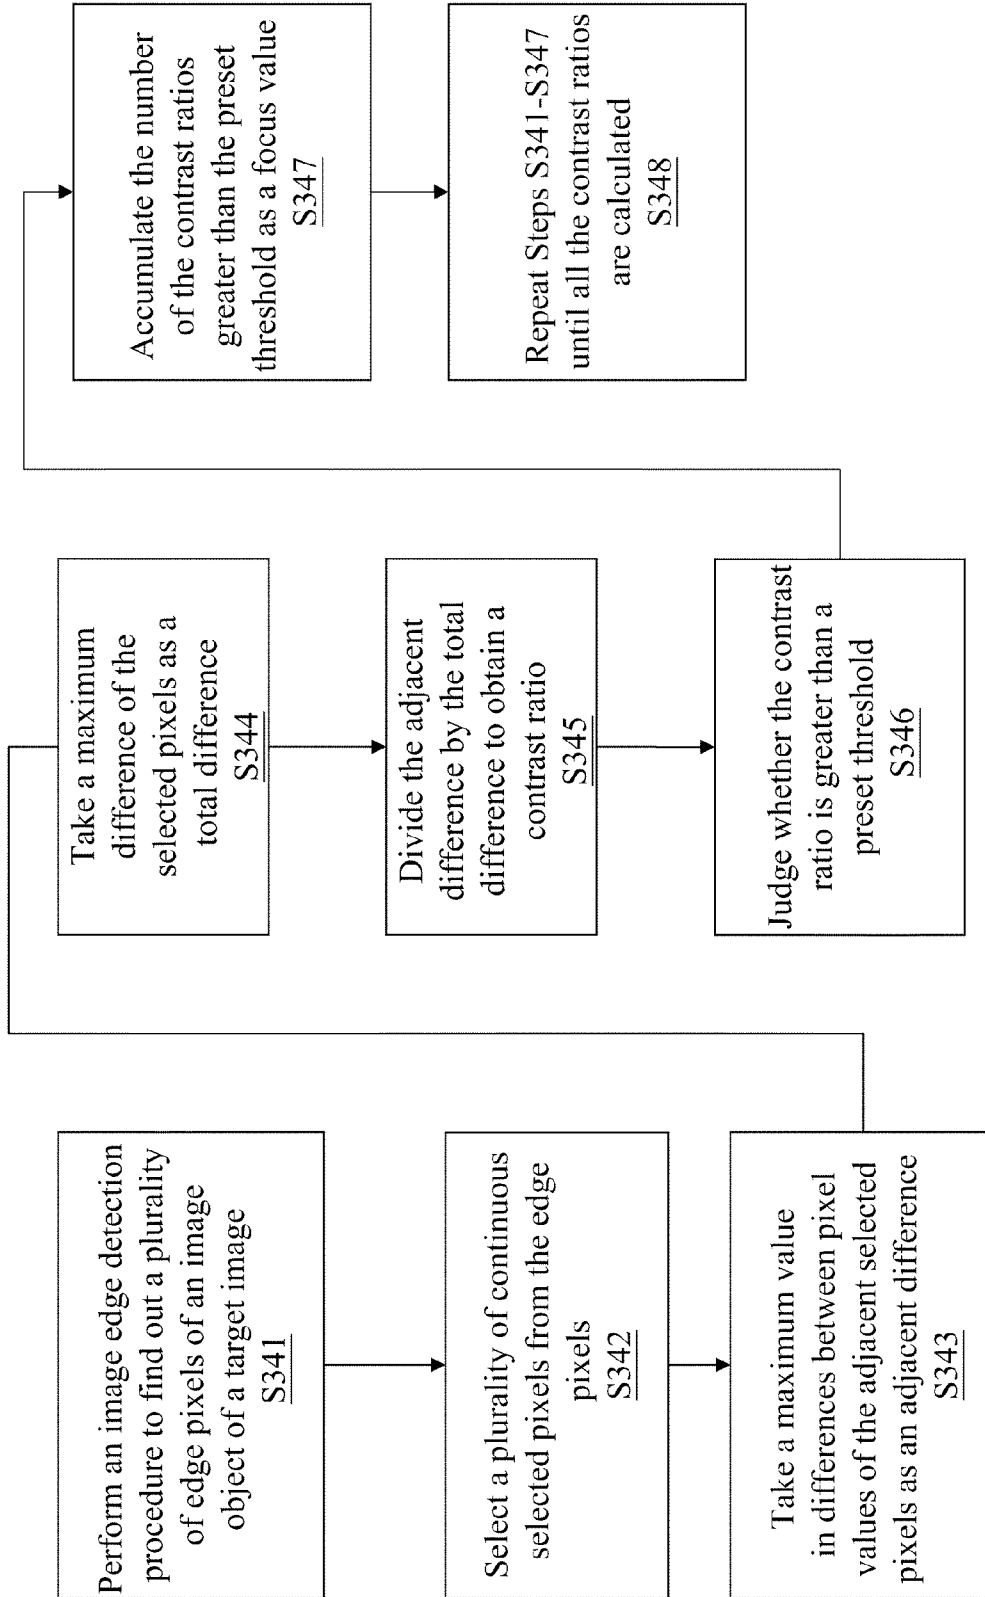 Perform an image edge detection
procedure to find out a plurality
of edge pixels of an image
object of a target image
S341
Select a plurality of continuous
selected pixels from the edge
pixels
S342
Take a maximum value
in differences between pixel
values of the adjacent selected
pixels as an adjacent difference
S343
Take a maximum
difference of the
selected pixels as a
total difference
S344
Divide the adjacent
difference by the total
difference to obtain a
contrast ratio
S345
Judge whether the contrast
ratio is greater than a
preset threshold
S346
Accumulate the number
of the contrast ratios
greater than the preset
threshold as a focus value
S347
Repeat Steps S341-S347
until all the contrast ratios
are calculated
S348